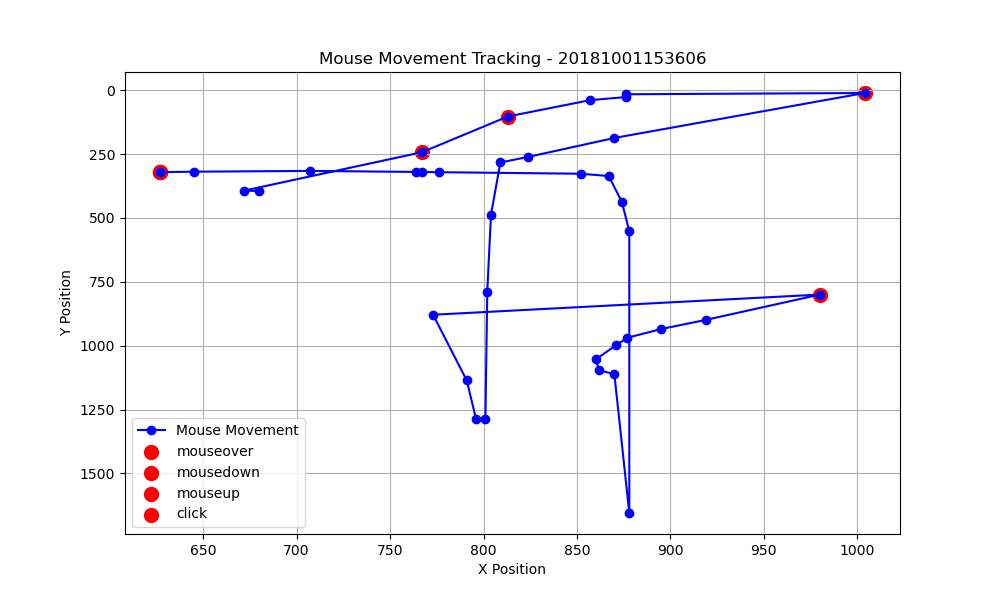 Mouse Movement Tracking - 20181001153606
0
250
500
750
1000
1250
1500
Y Position
Mouse Movement
mouseover
mousedown
mouseup
click
650
700
750
800
850
900
950
1000
X Position